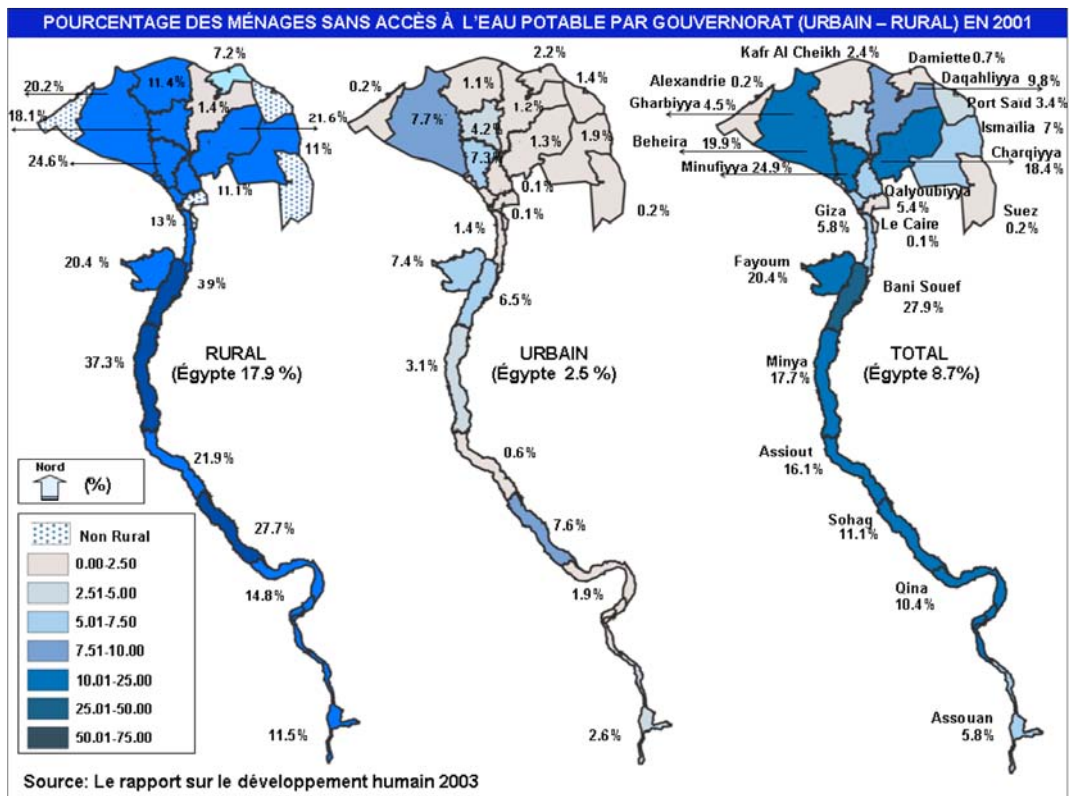 POURCENTAGE DES MÉNAGES SANS ACCÈS À L'EAU POTABLE PAR GOUVERNORAT (URBAIN – RURAL) EN 2001
7.2%
20.2%
11.4%
1.4%
18.1%
21.6%
11%
24.6%
11.1%
13%
20.4%
39%
37.3%
RURAL
(Égypte 17.9 %)
21.9%
27.7%
14.8%
11.5%
2.2%
0.2%
1.1%
1.4%
1.2%
7.7%
4.2%
1.9%
1.3%
7.3%
0.1%
0.1%
0.2%
1.4%
7.4%
6.5%
3.1%
URBAIN
(Égypte 2.5 %)
0.6%
7.6%
1.9%
2.6%
Kafr Al Cheikh 2.4%
Damiette 0.7%
Alexandrie 0.2%
Daqahliyya 9.8%
Gharbiyya 4.5%
Port Saïd 3.4%
Ismaïlia 7%
Beheira 19.9%
Charqiyya
18.4%
Minufiyya 24.9%
Qalyoubiyya
5.4%
Giza
5.8%
Le Caire
0.1%
Suez
0.2%
Fayoum
20.4%
Bani Souef
27.9%
Minya
17.7%
TOTAL
(Égypte 8.7%)
Assiout
16.1%
Sohag
11.1%
Qina
10.4%
Assouan
5.8%
Nord
(%)
Non Rural
0.00-2.50
2.51-5.00
5.01-7.50
7.51-10.00
10.01-25.00
25.01-50.00
50.01-75.00
Source: Le rapport sur le développement humain 2003